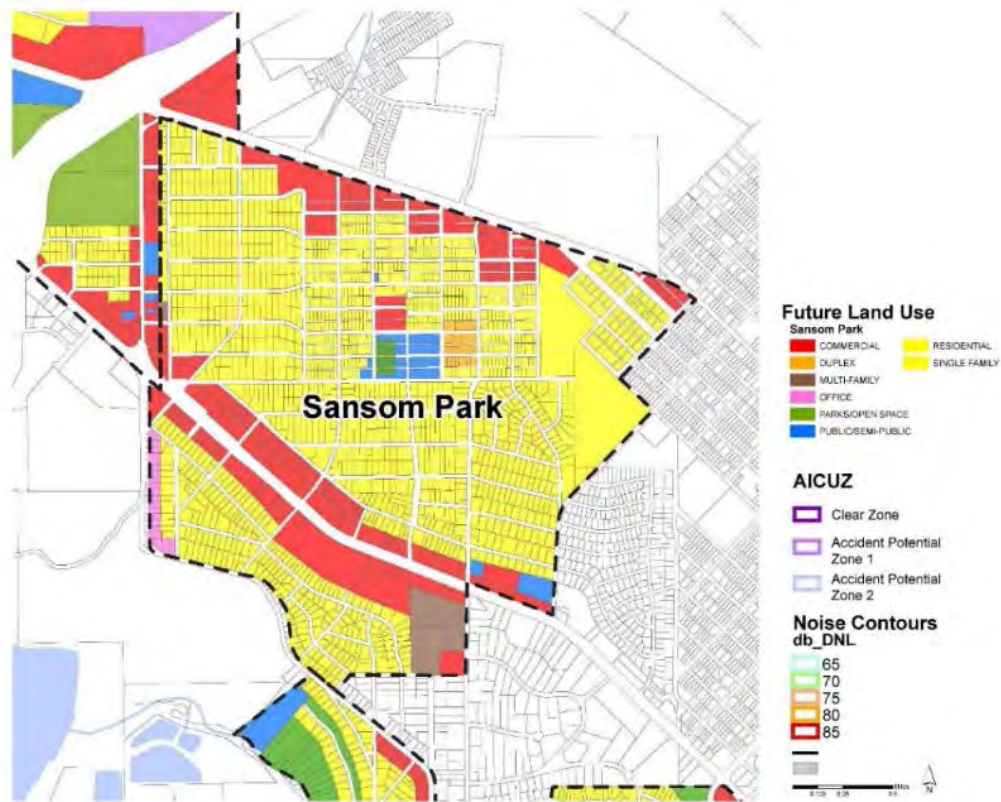 Sansom Park
Future Land Use
Sansom Park
COMMERCIAL
RESIDENTIAL
DUPLEX
SINGLE FAMILY
MULTI-FAMILY
OFFICE
PARKS/OPEN SPACE
PUBLIC/SEMI-PUBLIC
AICUZ
Clear Zone
Accident Potential
Zone 1
Accident Potential
Zone 2
Noise Contours
db_DNL
65
70
75
80
85
N